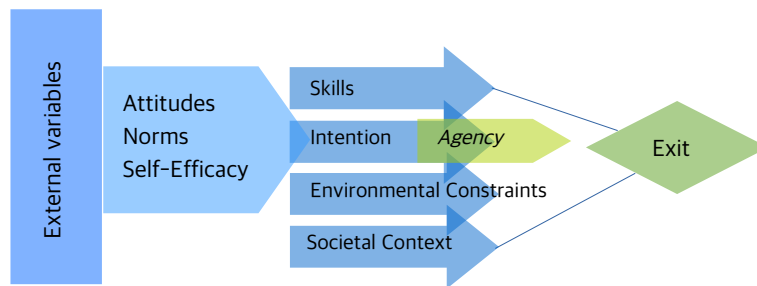 External variables
Attitudes
Norms
Self-Efficacy
Skills
Intention
Agency
Environmental Constraints
Societal Context
Exit